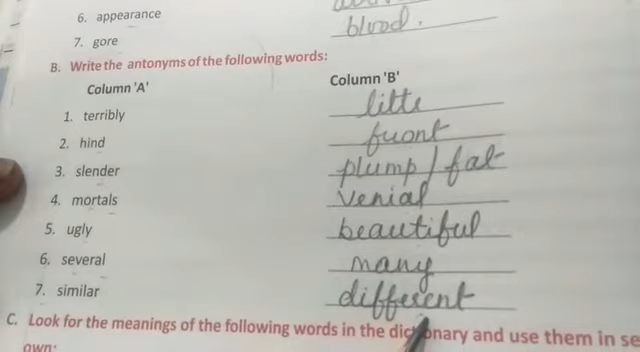 6. appearance
7. gore blood.
B. Write the antonyms of the following words:
Column 'A' Column 'B'
1. terribly litte
2. hind front
3. slender plump / fat
4. mortals venial
5. ugly beautiful
6. several many
7. similar different
C. Look for the meanings of the following words in the dictionary and use them in se
own: